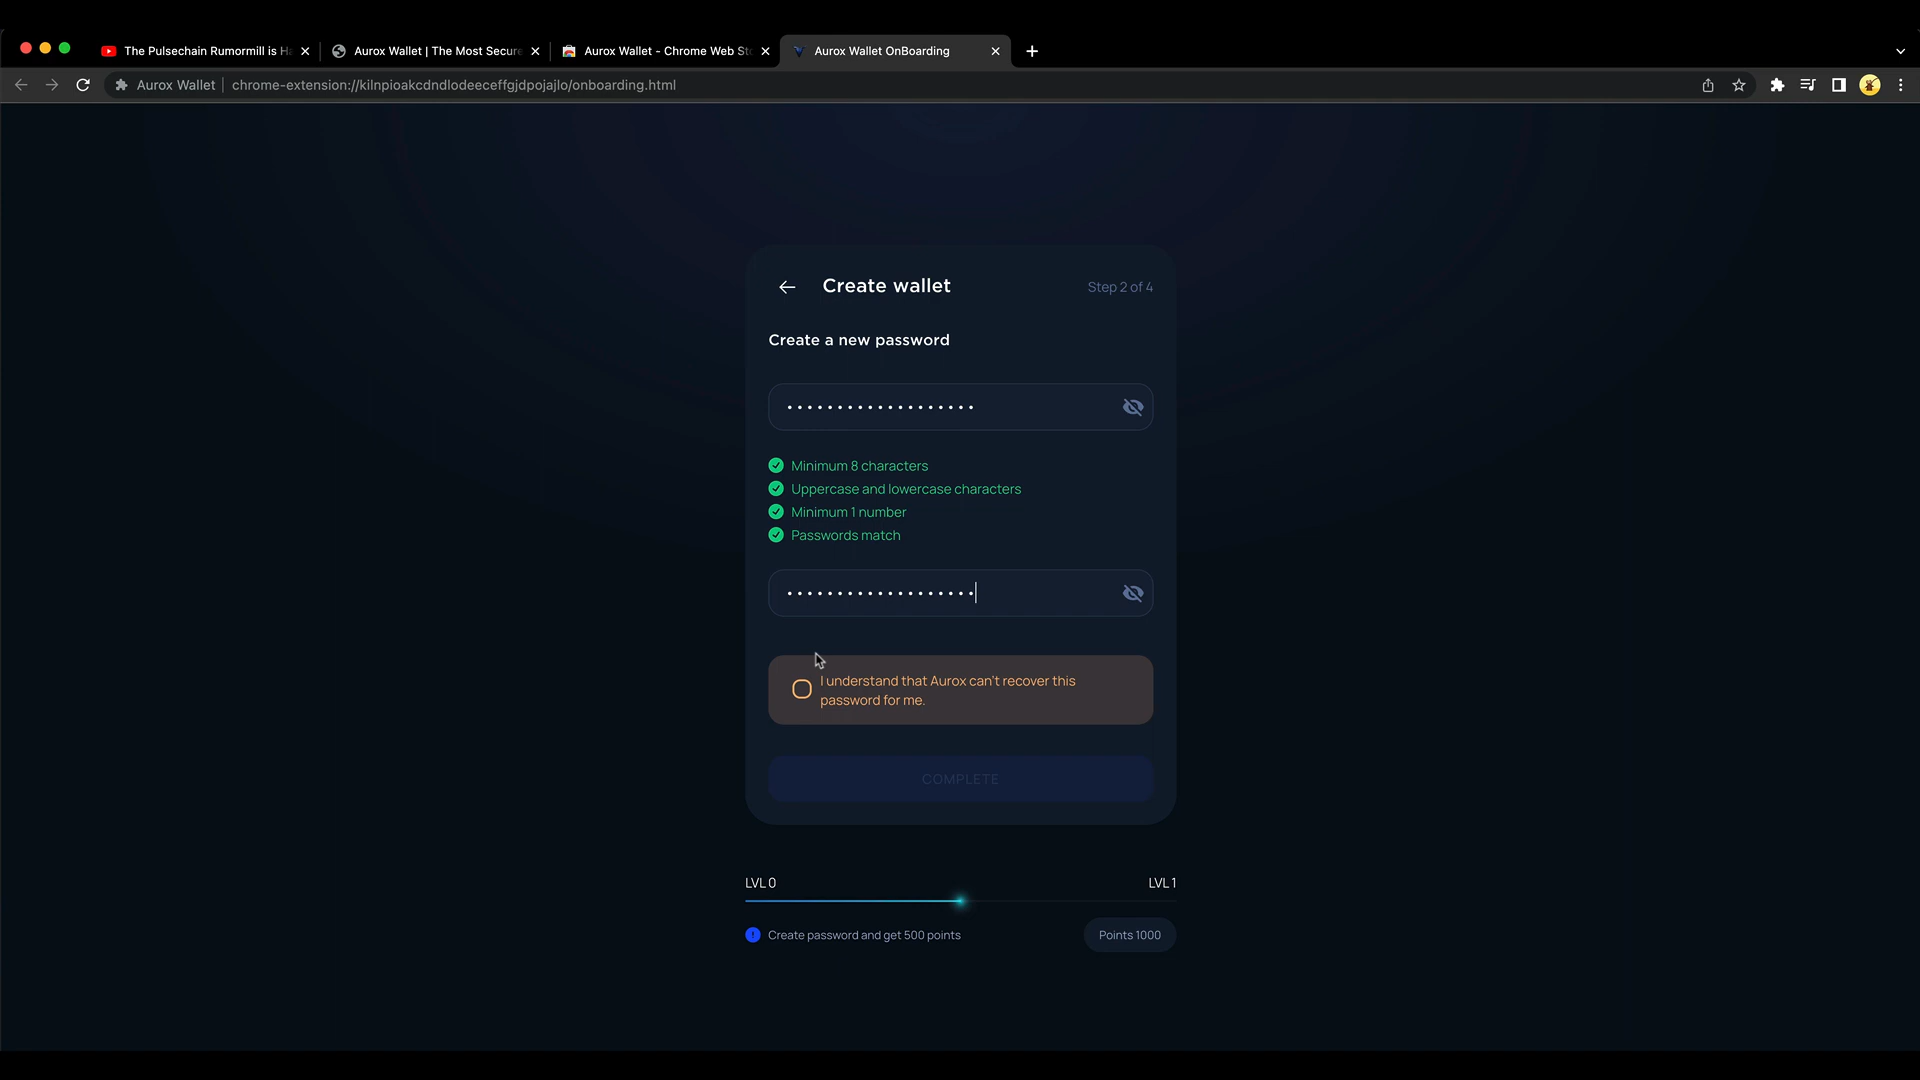 The Pulsechain Rumormill is Ha
Aurox Wallet | The Most Secure
Aurox Wallet - Chrome Web Sto
Aurox Wallet OnBoarding
Aurox Wallet
chrome-extension://kilnpioakcdndlodeeceffgjdpojajlo/onboarding.html
Create wallet
Step 2 of 4
Create a new password
Minimum 8 characters
Uppercase and lowercase characters
Minimum 1 number
Passwords match
I understand that Aurox can't recover this
password for me.
COMPLETE
LVL 0
LVL 1
Create password and get 500 points
Points 1000